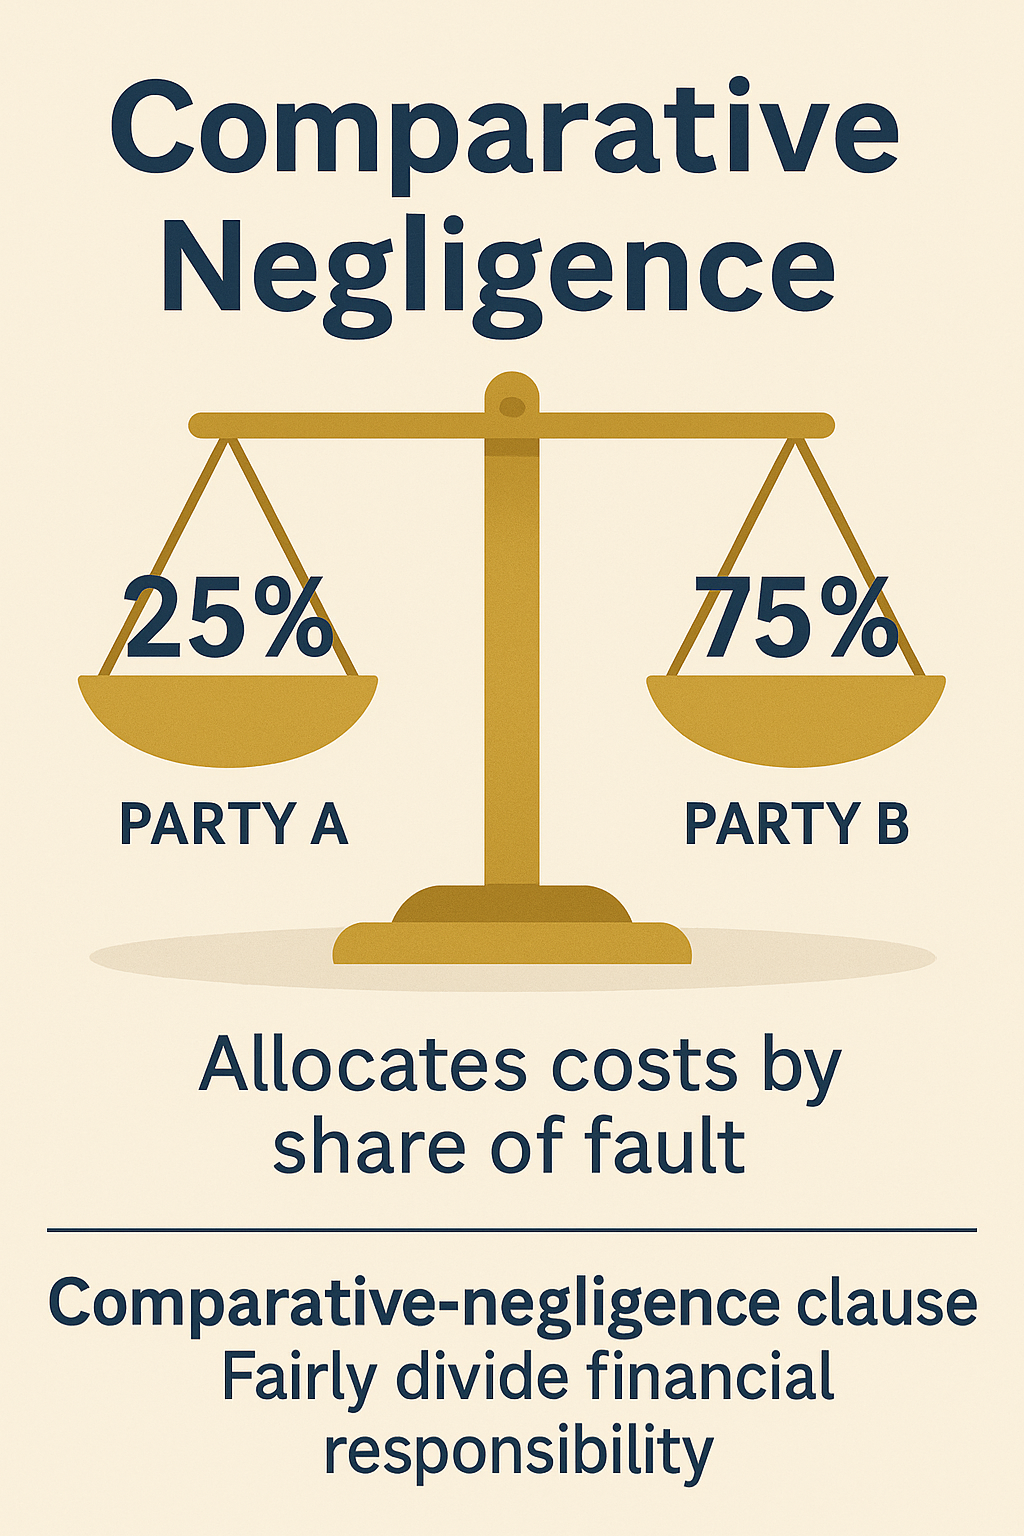 Comparative
Negligence
25%
75%
PARTY A
PARTY B
Allocates costs by
share of fault
Comparative-negligence clause
Fairly divide financial
responsibility